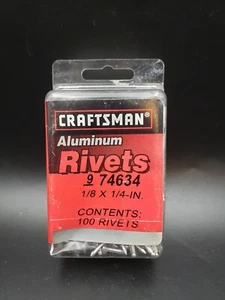 CRAFTSMAN®
Aluminum
Rivets
9 74634
1/8 X 1/4-IN.
CONTENTS:
100 RIVETS